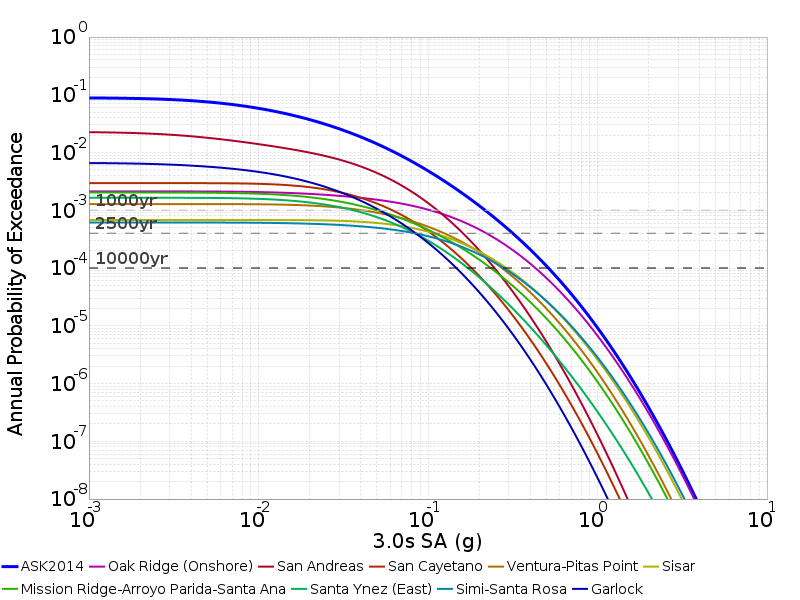 10^0
10^-1
10^-2
10^-3
10^-4
10^-5
10^-6
10^-7
10^-8
Annual Probability of Exceedance
1000yr
2500yr
10000yr
10^-3
10^-2
10^-1
10^0
10^1
3.0s SA (g)
ASK2014 Oak Ridge (Onshore) San Andreas San Cayetano Ventura-Pitas Point Sisar
Mission Ridge-Arroyo Parida-Santa Ana Santa Ynez (East) Simi-Santa Rosa Garlock